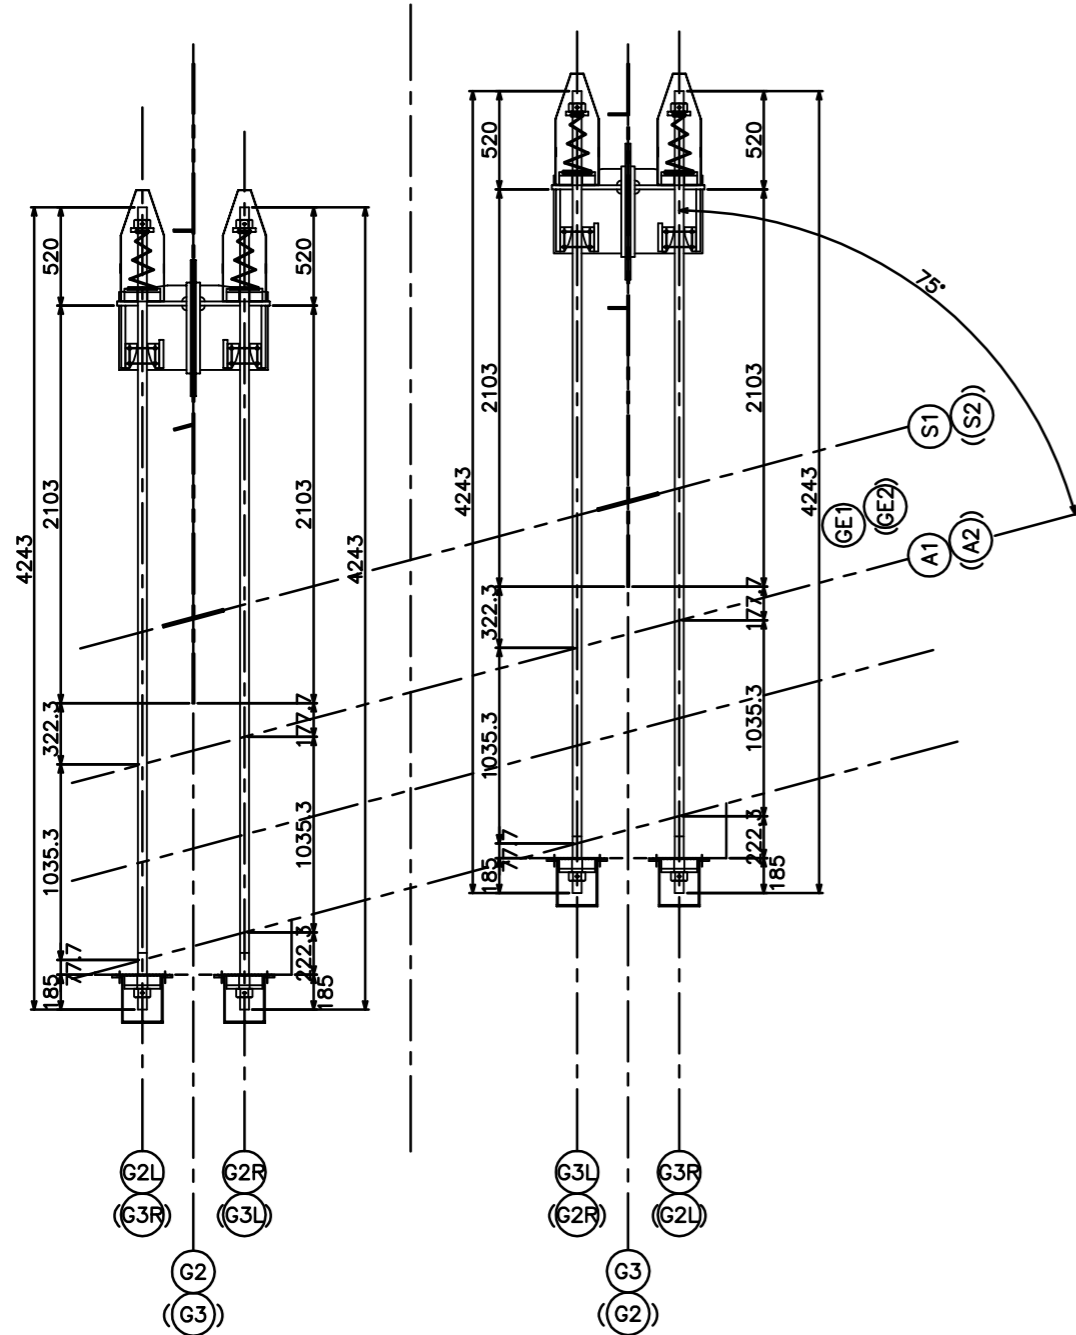 520
520
2103
2103
4243
4243
322.3
177.7
1035.3
1035.3
77.7
222.3
185
185
520
520
2103
2103
4243
4243
322.3
177.7
1035.3
1035.3
77.7
222.3
185
185
75°
S1 (S2)
GE1 (GE2)
A1 (A2)
G2L
(G3R)
G2R
(G3L)
G3L
(G2R)
G3R
(G2L)
G2
(G3)
G3
(G2)